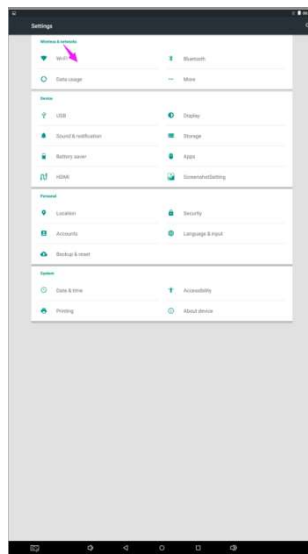 Settings
Wireless & networks
Wi-Fi
Bluetooth
Data usage
More
Device
USB
Display
Sound & notification
Storage
Battery saver
Apps
HDMI
ScreenshotSetting
Personal
Location
Security
Accounts
Language & input
Backup & reset
System
Date & time
Accessibility
Printing
About device